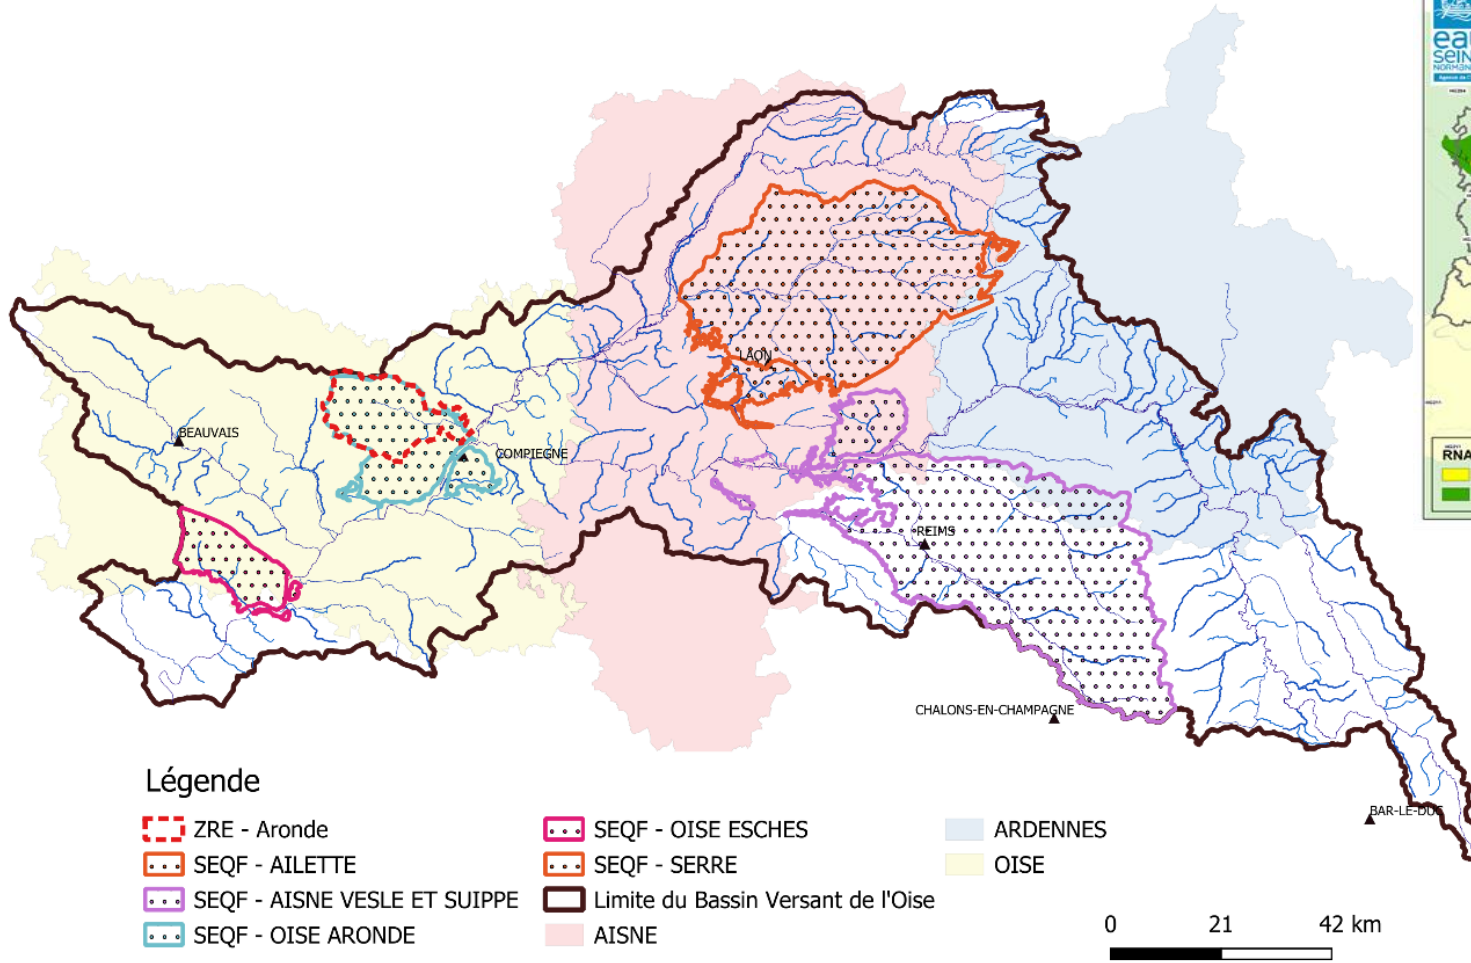 BEAUVAIS
COMPIEGNE
LAON
REIMS
CHALONS-EN-CHAMPAGNE
BAR-LE-DUC
Légende
ZRE - Aronde
SEQF - AILETTE
SEQF - AISNE VESLE ET SUIPPE
SEQF - OISE ARONDE
SEQF - OISE ESCHES
SEQF - SERRE
Limite du Bassin Versant de l'Oise
AISNE
ARDENNES
OISE
0 21 42 km
RNA